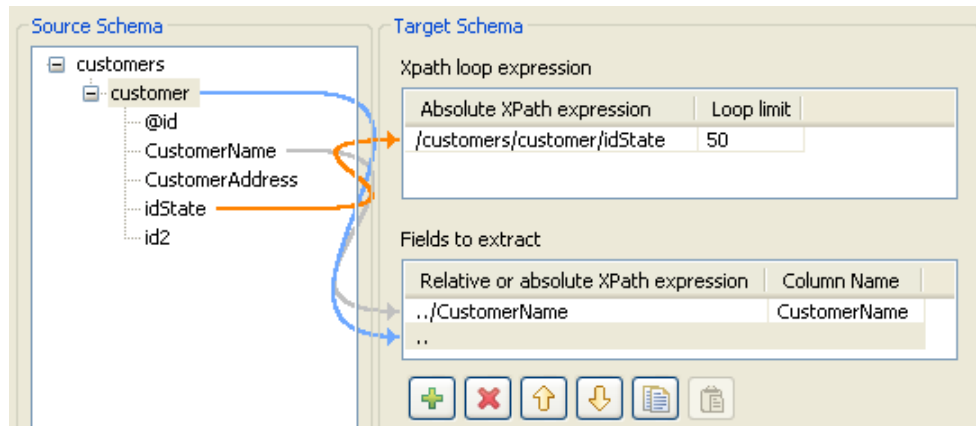 Source Schema
customers
customer
@id
CustomerName
CustomerAddress
idState
id2
Target Schema
Xpath loop expression
Absolute XPath expression Loop limit
/customers/customer/idState 50
Fields to extract
Relative or absolute XPath expression Column Name
../CustomerName CustomerName
..